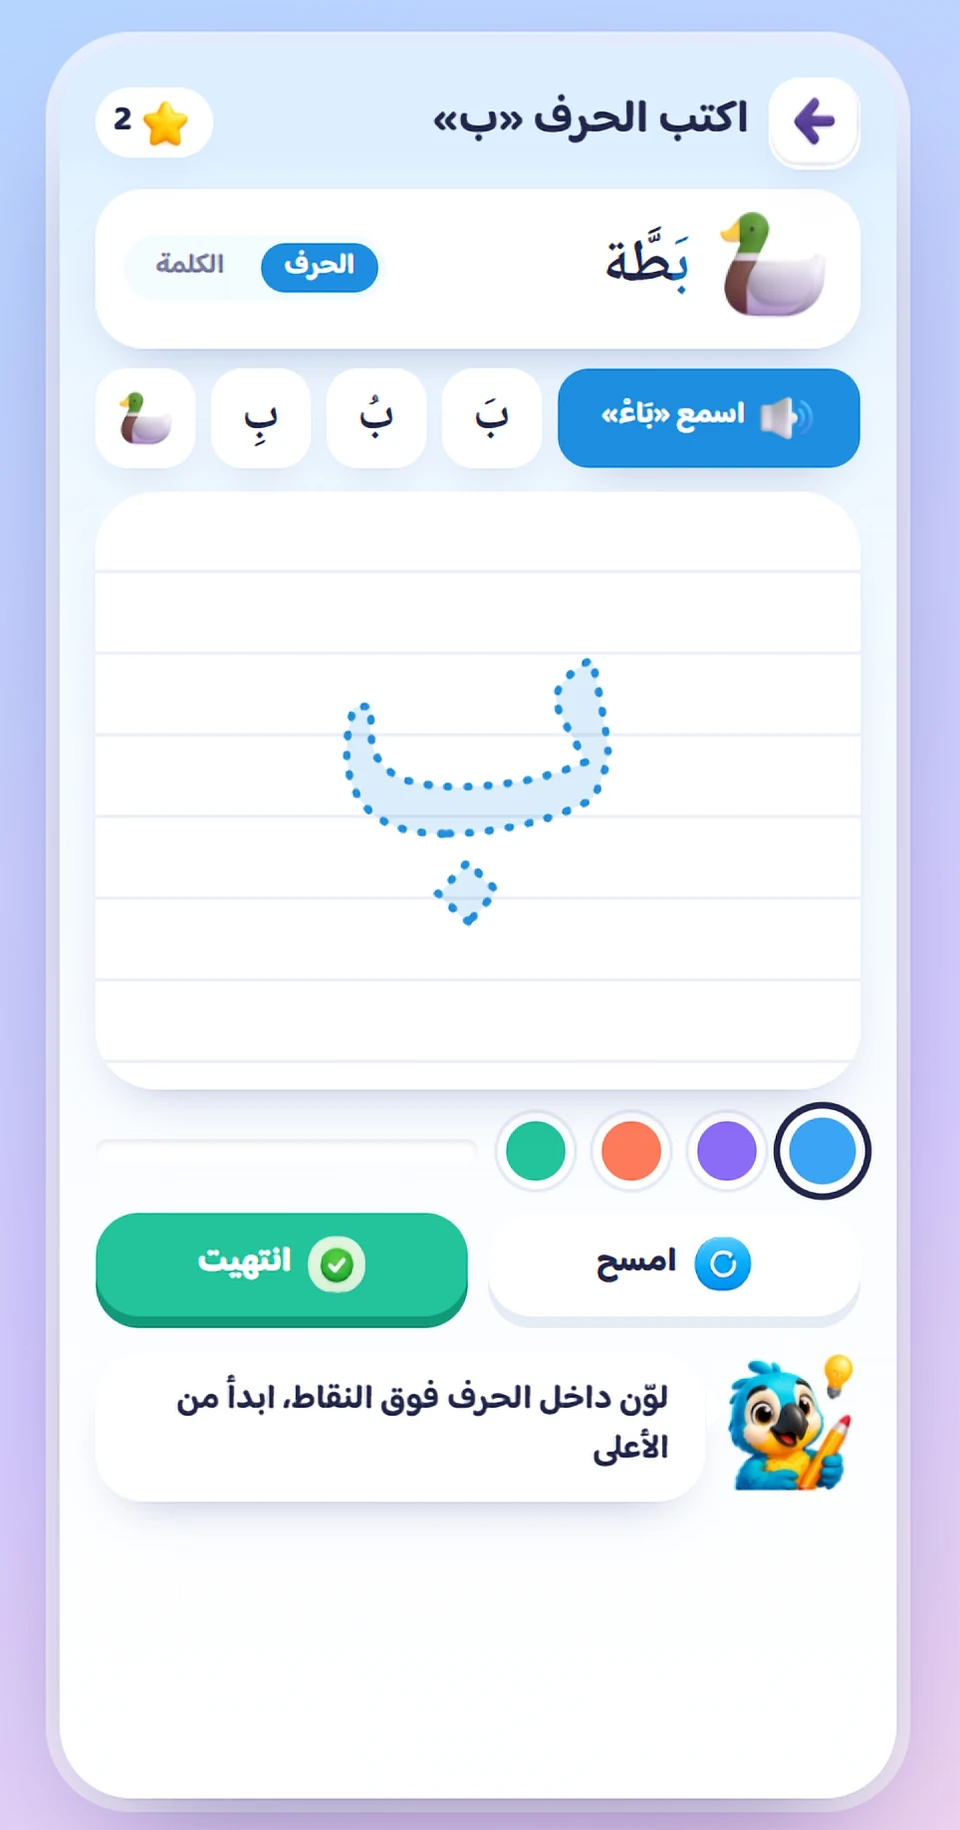 اكتب الحرف «ب»
2
بَطَّة
الحرف
الكلمة
اسمع «بَاءْ»
بَ
بُ
بِ
ب
امسح
انتهيت
لوّن داخل الحرف فوق النقاط، ابدأ من
الأعلى